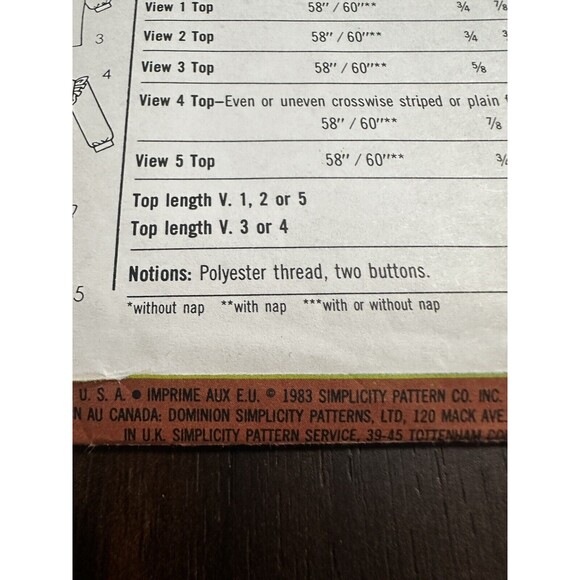 View 1 Top 58" / 60"** ¾ ⅞
3 View 2 Top 58" / 60"** ¾
4 View 3 Top 58" / 60"** ⅝
View 4 Top–Even or uneven crosswise striped or plain
58" / 60"** ⅞
View 5 Top 58" / 60"**
Top length V. 1, 2 or 5
Top length V. 3 or 4
Notions: Polyester thread, two buttons.
5 *without nap **with nap ***with or without nap
U. S. A. ● IMPRIME AUX E.U. © 1983 SIMPLICITY PATTERN CO. INC.
AU CANADA: DOMINION SIMPLICITY PATTERNS, LTD, 120 MACK AVE.
IN U.K. SIMPLICITY PATTERN SERVICE, 39-45 TOTTENHAM